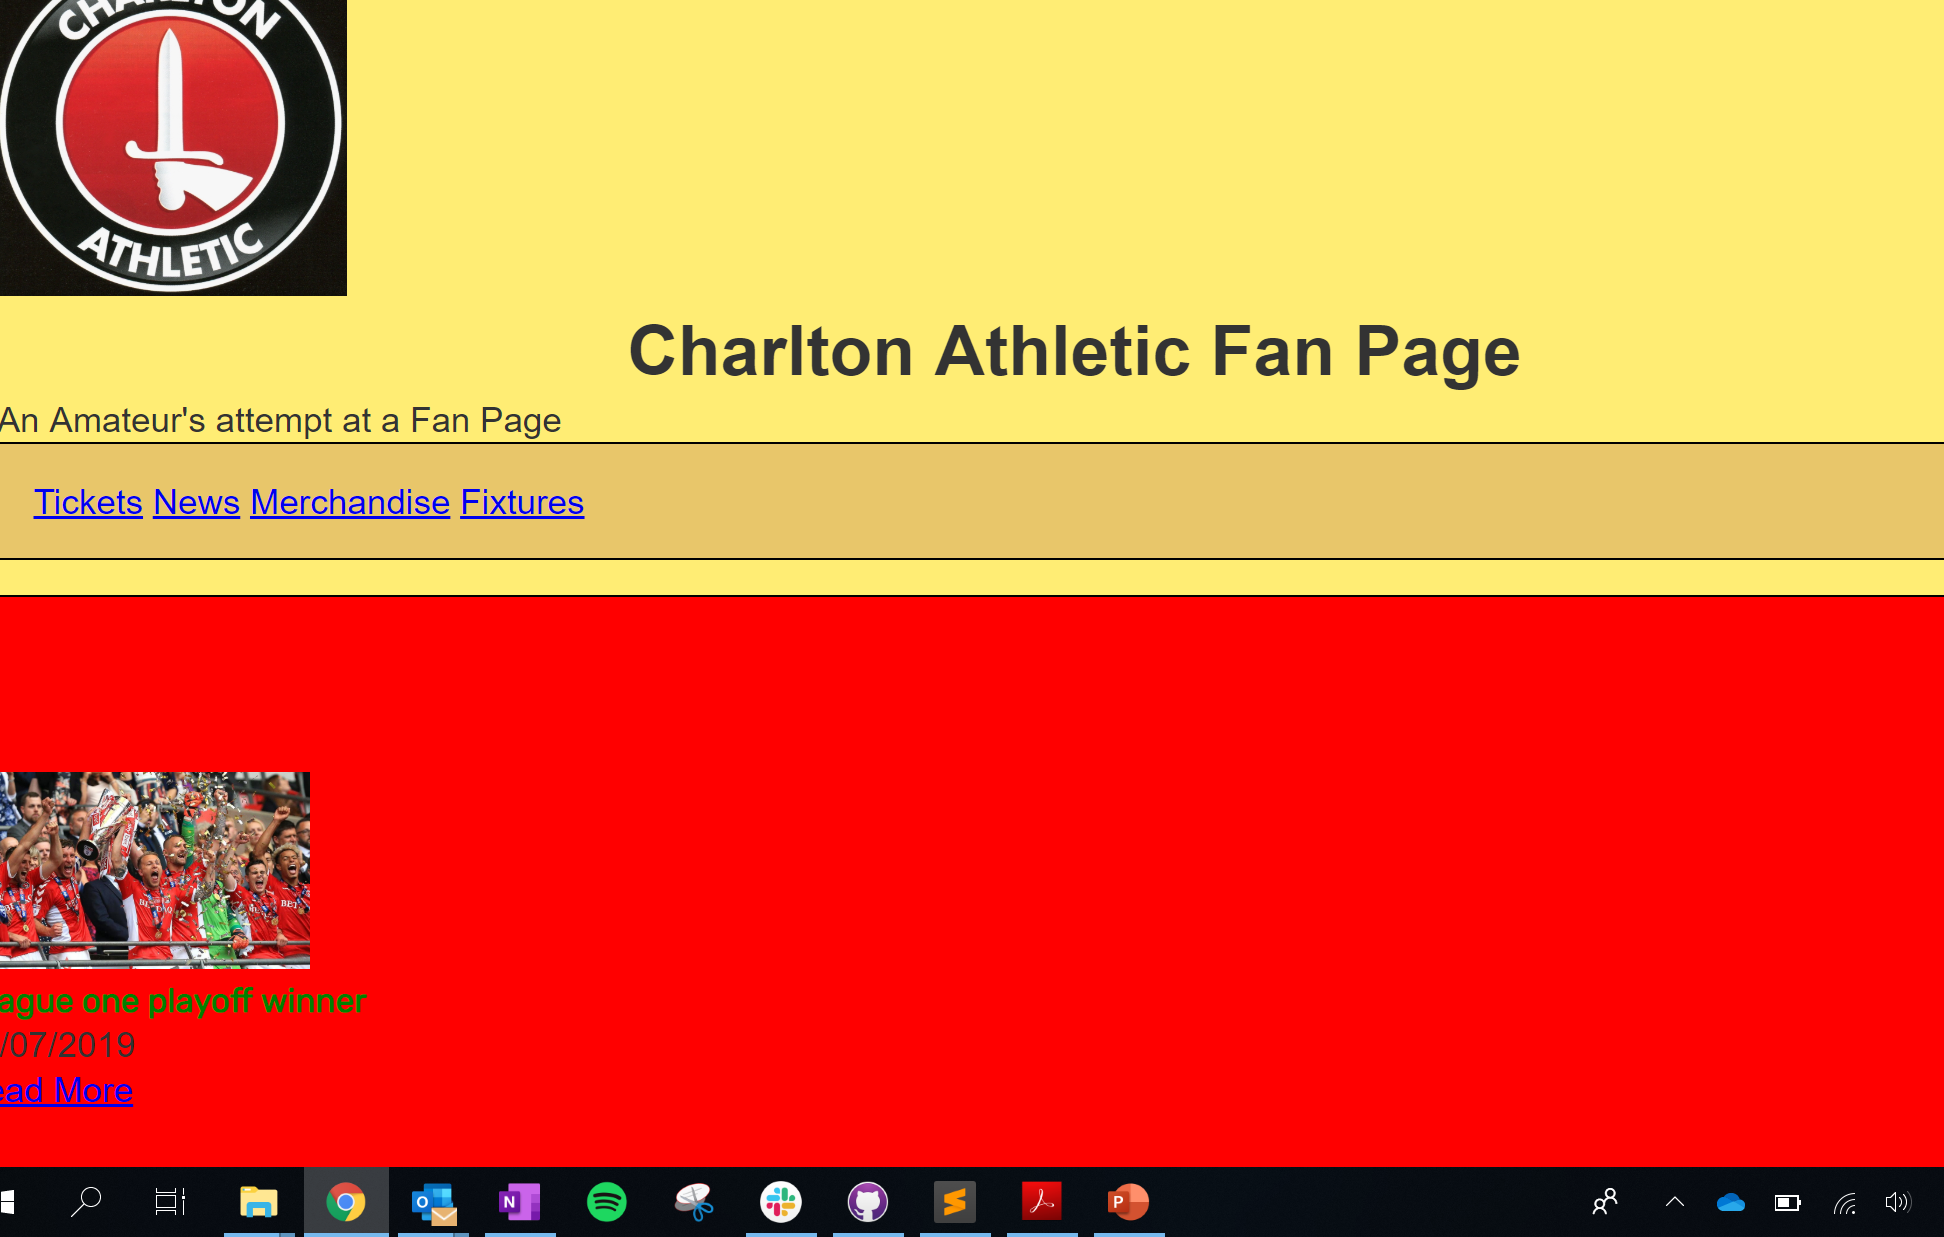 CHARLTON
ATHLETIC
Charlton Athletic Fan Page
An Amateur's attempt at a Fan Page
Tickets News Merchandise Fixtures
ague one playoff winner
/07/2019
ead More